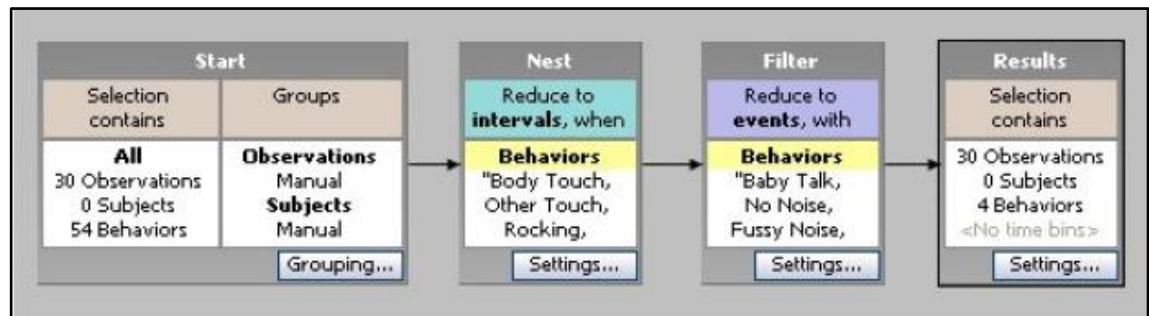 Start
Selection
contains
Groups
All
30 Observations
0 Subjects
54 Behaviors
Observations
Manual
Subjects
Manual
Grouping...
Nest
Reduce to
intervals, when
Behaviors
"Body Touch,
Other Touch,
Rocking,
Settings...
Filter
Reduce to
events, with
Behaviors
"Baby Talk,
No Noise,
Fussy Noise,
Settings...
Results
Selection
contains
30 Observations
0 Subjects
4 Behaviors
<No time bins>
Settings...